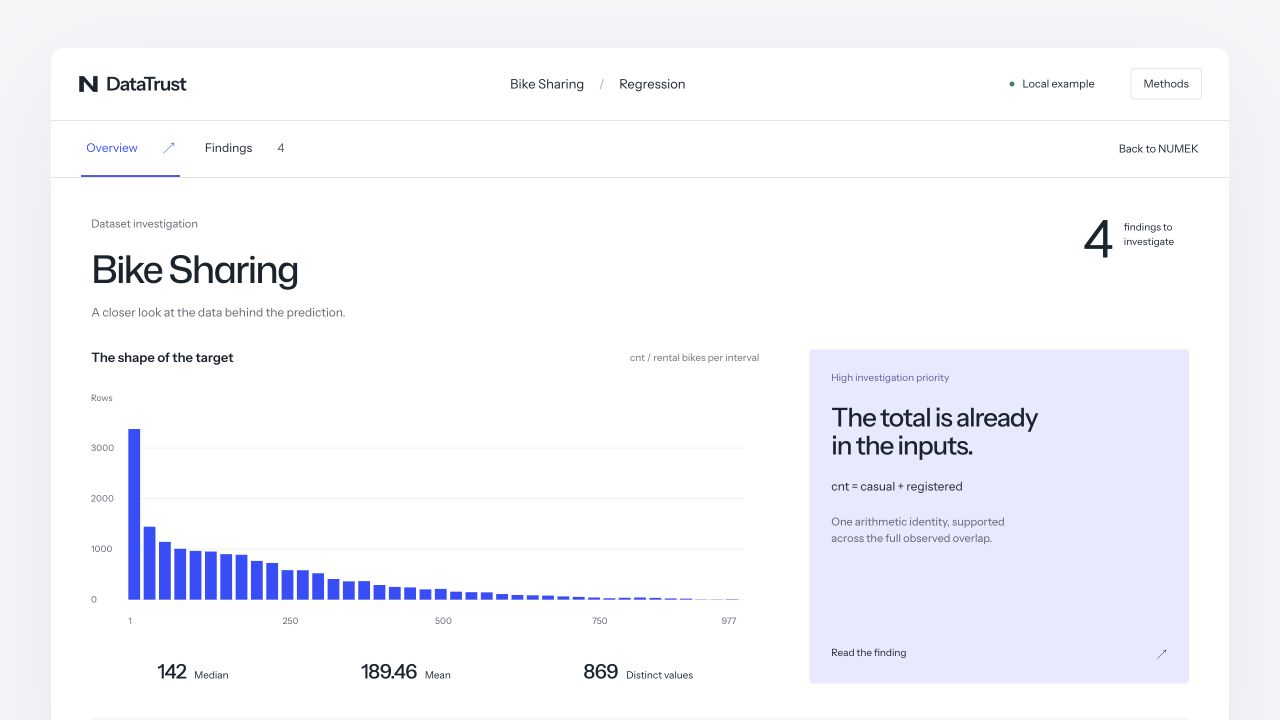 N DataTrust
Bike Sharing / Regression
Local example
Methods
Overview
Findings 4
Back to NUMEK
Dataset investigation
Bike Sharing
A closer look at the data behind the prediction.
4 findings to
investigate
The shape of the target
cnt / rental bikes per interval
Rows
3000
2000
1000
0
1 250 500 750 977
142 Median
189.46 Mean
869 Distinct values
High investigation priority
The total is already
in the inputs.
cnt = casual + registered
One arithmetic identity, supported
across the full observed overlap.
Read the finding